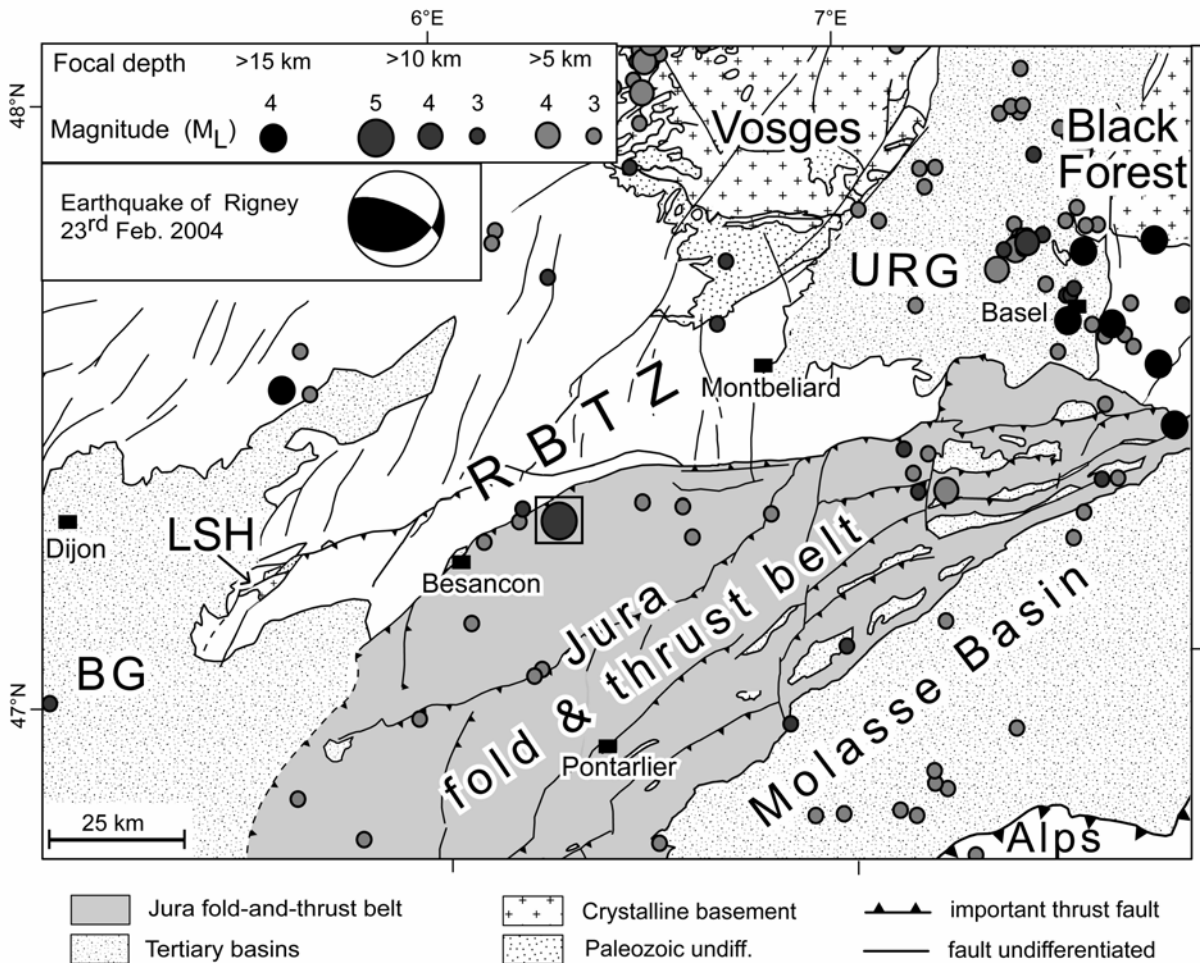 6°E
7°E
48°N
47°N
Focal depth >15 km >10 km >5 km
4 5 4 3 4 3
Magnitude (ML)
Earthquake of Rigney
23rd Feb. 2004
Vosges
Black
Forest
URG
Basel
Montbeliard
RBTZ
LSH
Dijon
Besancon
BG
Jura
fold & thrust belt
Pontarlier
Molasse Basin
Alps
25 km
Jura fold-and-thrust belt
Crystalline basement
important thrust fault
Tertiary basins
Paleozoic undiff.
fault undifferentiated